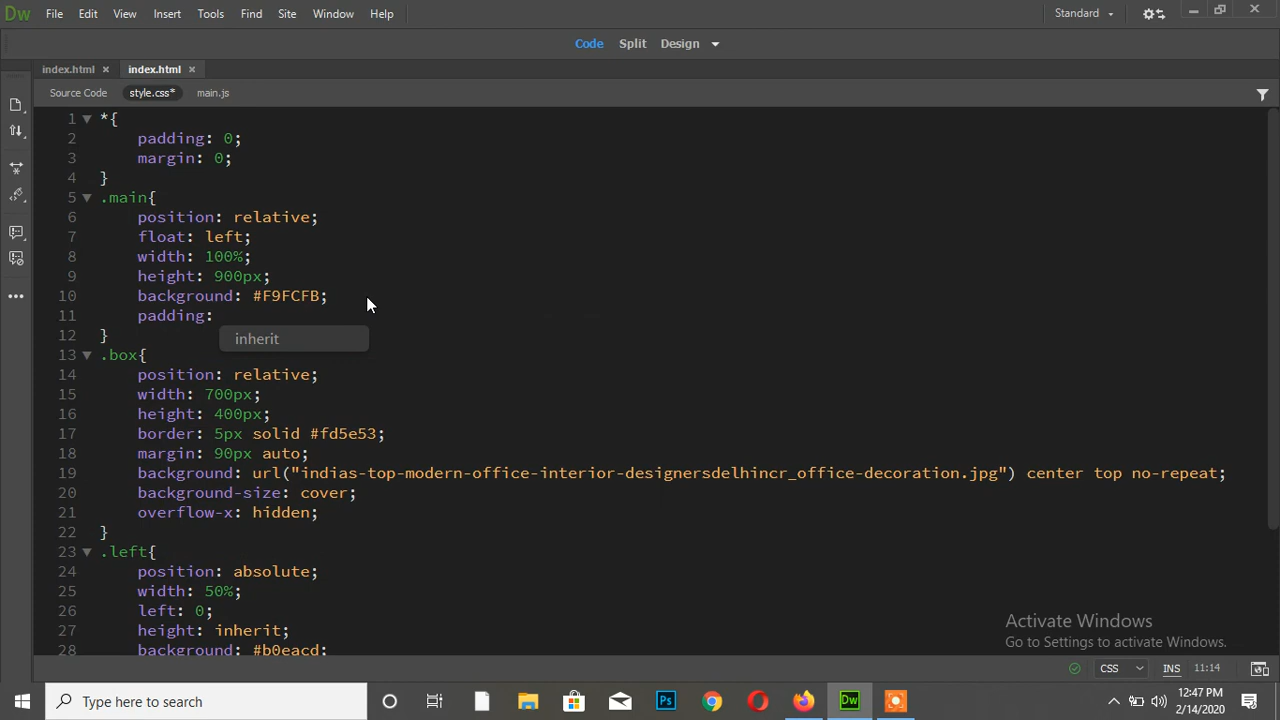 Dw File Edit View Insert Tools Find Site Window Help Standard
Code Split Design
index.html × index.html ×
Source Code style.css* main.js
1 *{
2 padding: 0;
3 margin: 0;
4 }
5 .main{
6 position: relative;
7 float: left;
8 width: 100%;
9 height: 900px;
10 background: #F9FCFB;
11 padding:
inherit
12 }
13 .box{
14 position: relative;
15 width: 700px;
16 height: 400px;
17 border: 5px solid #fd5e53;
18 margin: 90px auto;
19 background: url("indias-top-modern-office-interior-designersdelhincr_office-decoration.jpg") center top no-repeat;
20 background-size: cover;
21 overflow-x: hidden;
22 }
23 .left{
24 position: absolute;
25 width: 50%;
26 left: 0;
27 height: inherit;
28 background: #b0eacd;
Activate Windows
Go to Settings to activate Windows.
CSS INS 11:14
Type here to search Ps Dw 12:47 PM
2/14/2020